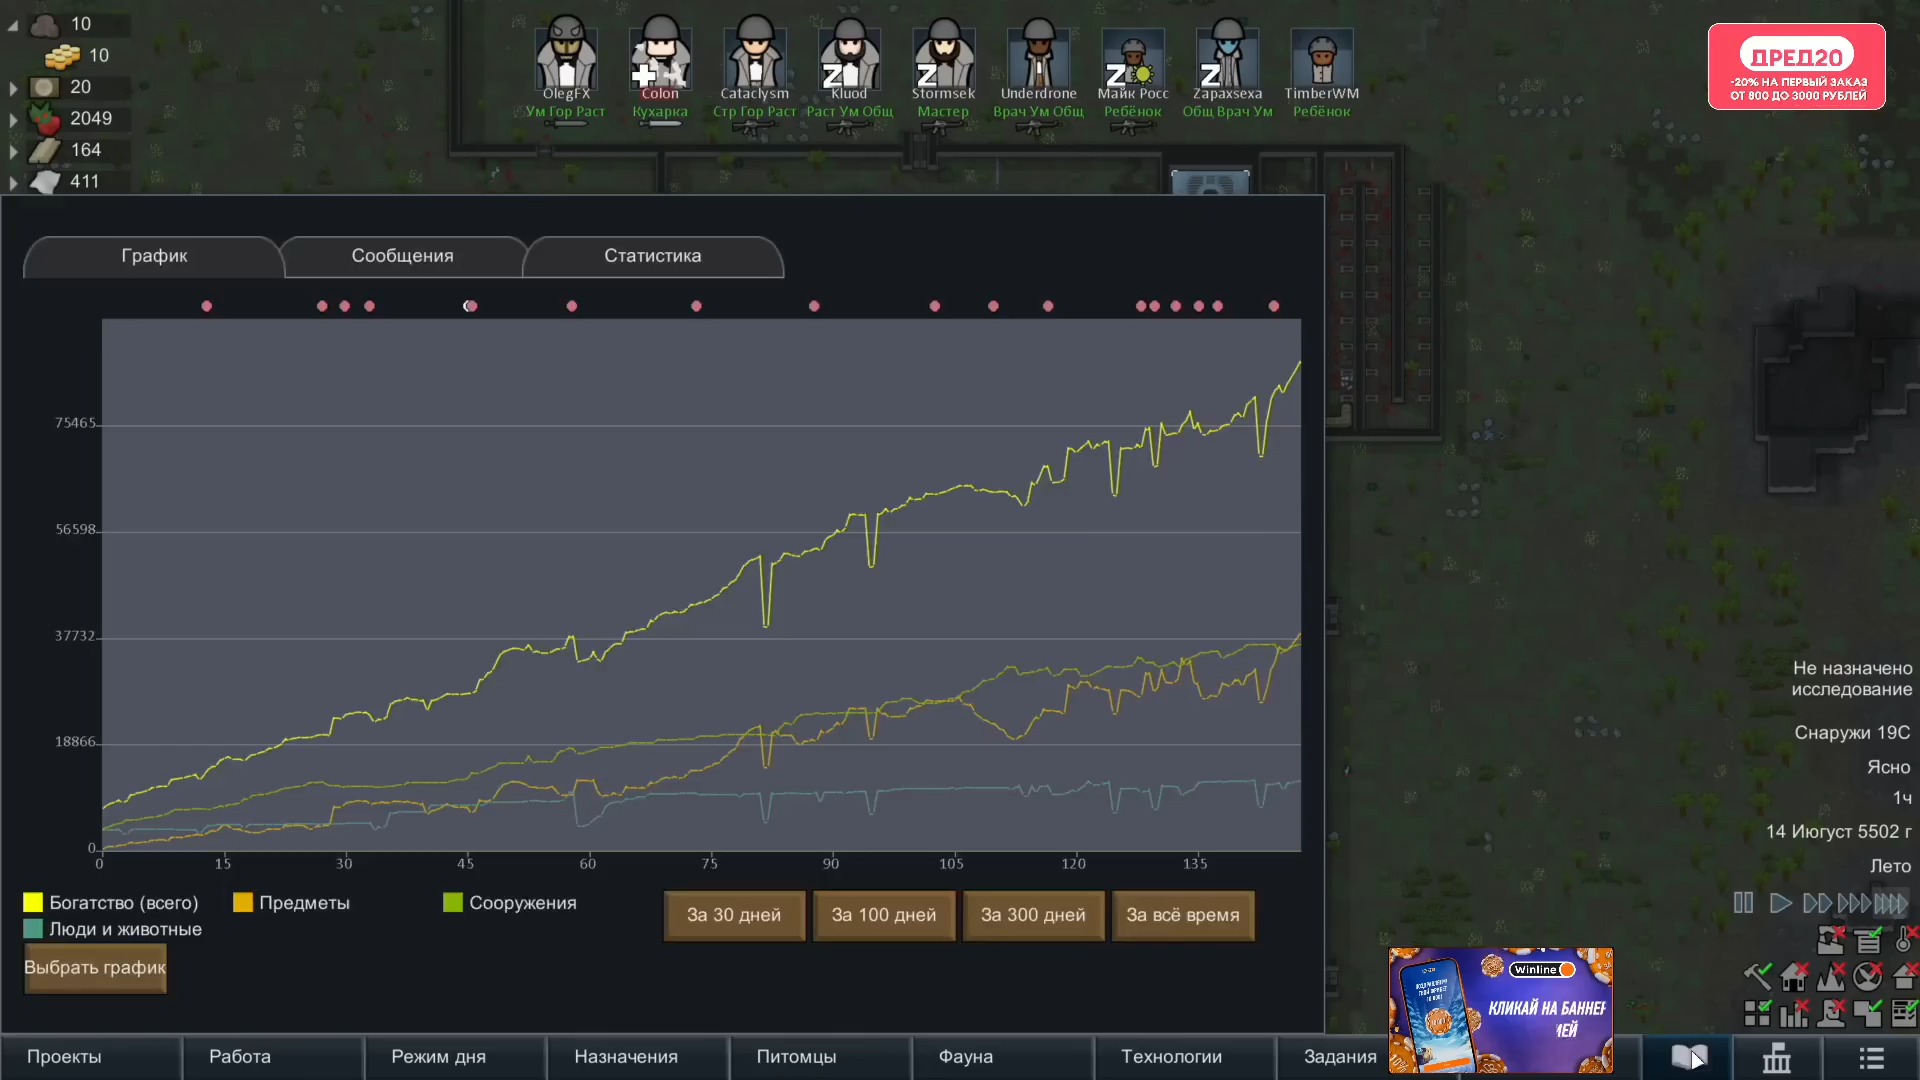 10
10
20
2049
164
411
OlegFX
Ум Гор Раст
Colon
Кухарка
Cataclysm
Стр Гор Раст
Kluod
Раст Ум Общ
Stormsek
Мастер
Underdrone
Врач Ум Общ
Майк Росс
Ребёнок
Zapaxsexa
Общ Врач Ум
TimberWM
Ребёнок
ДРЕД20
-20% НА ПЕРВЫЙ ЗАКАЗ
ОТ 800 ДО 3000 РУБЛЕЙ
График
Сообщения
Статистика
75465
56598
37732
18866
0
0 15 30 45 60 75 90 105 120 135
Богатство (всего)
Предметы
Сооружения
Люди и животные
За 30 дней
За 100 дней
За 300 дней
За всё время
Выбрать график
Не назначено
исследование
Снаружи 19C
Ясно
1ч
14 Июгуст 5502 г
Лето
Winline
КЛИКАЙ НА БАННЕР
Проекты
Работа
Режим дня
Назначения
Питомцы
Фауна
Технологии
Задания